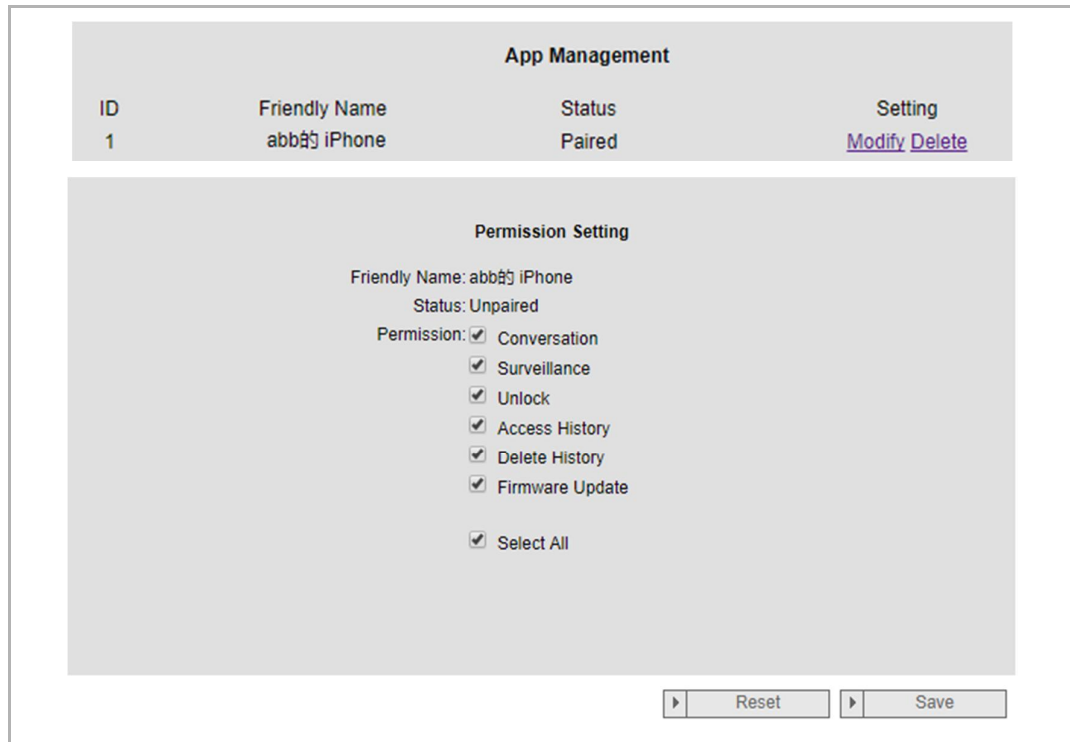 App Management
ID Friendly Name Status Setting
1 abb的 iPhone Paired Modify Delete
Permission Setting
Friendly Name: abb的 iPhone
Status: Unpaired
Permission: Conversation
Surveillance
Unlock
Access History
Delete History
Firmware Update
Select All
Reset Save